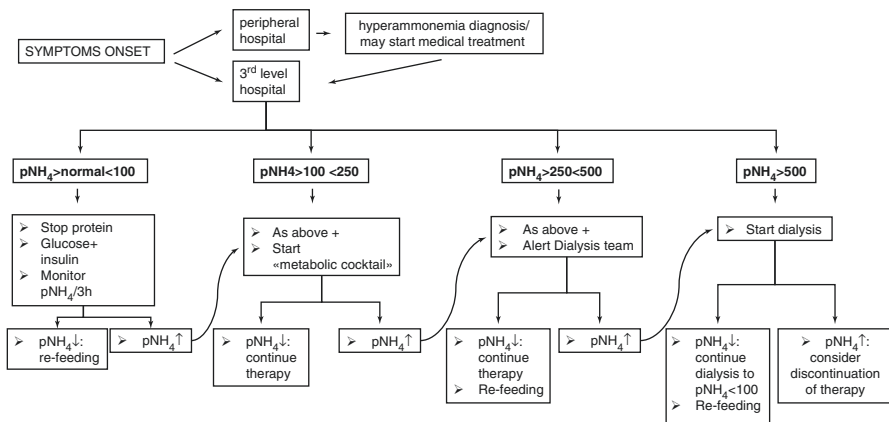 peripheral
hospital
hyperammonemia diagnosis/
may start medical treatment
SYMPTOMS ONSET
3rd level
hospital
pNH4>normal<100
pNH4>100 <250
pNH4>250<500
pNH4>500
➢ Stop protein
➢ Glucose+
insulin
➢ Monitor
pNH4/3h
➢ As above +
➢ Start
«metabolic cocktail»
➢ As above +
➢ Alert Dialysis team
➢ Start dialysis
➢ pNH4↓:
re-feeding
➢ pNH4↑
➢ pNH4↓:
continue
therapy
➢ pNH4↑
➢ pNH4↓:
continue
therapy
➢ Re-feeding
➢ pNH4↑
➢ pNH4↓:
continue
dialysis to
pNH4<100
➢ Re-feeding
➢ pNH4↑:
consider
discontinuation
of therapy